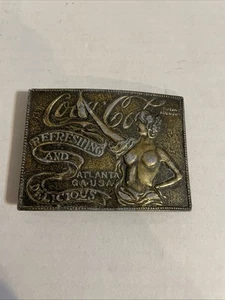 Coca-Cola
REFRESHING
AND
DELICIOUS
ATLANTA
GA. U.S.A.